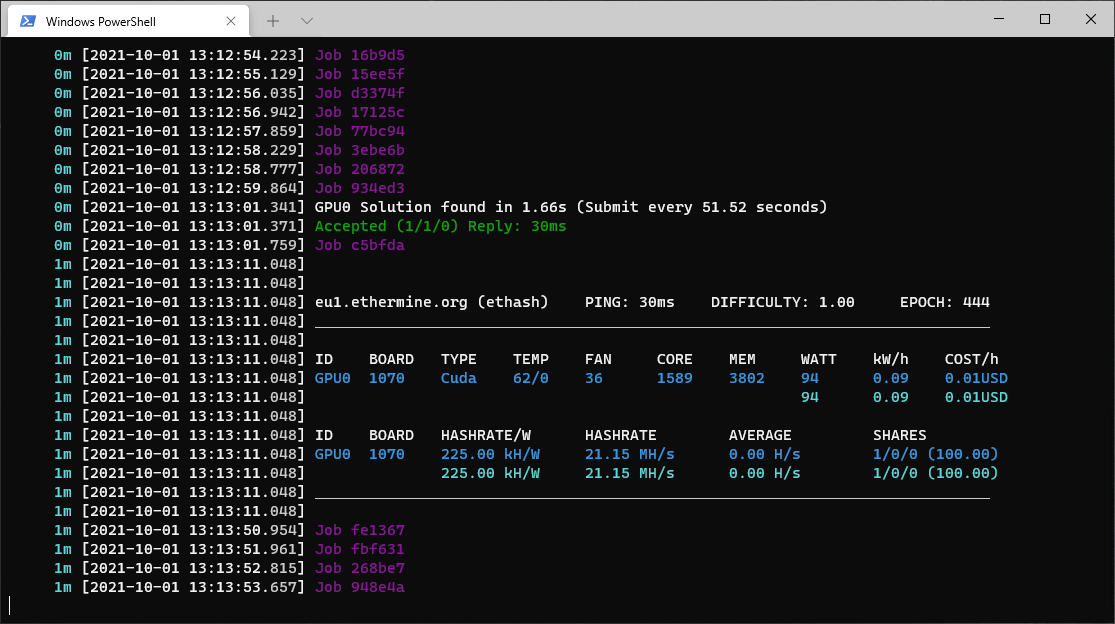 Windows PowerShell
0m [2021-10-01 13:12:54.223] Job 16b9d5
0m [2021-10-01 13:12:55.129] Job 15ee5f
0m [2021-10-01 13:12:56.035] Job d3374f
0m [2021-10-01 13:12:56.942] Job 17125c
0m [2021-10-01 13:12:57.859] Job 77bc94
0m [2021-10-01 13:12:58.229] Job 3ebe6b
0m [2021-10-01 13:12:58.777] Job 206872
0m [2021-10-01 13:12:59.864] Job 934ed3
0m [2021-10-01 13:13:01.341] GPU0 Solution found in 1.66s (Submit every 51.52 seconds)
0m [2021-10-01 13:13:01.371] Accepted (1/1/0) Reply: 30ms
0m [2021-10-01 13:13:01.759] Job c5bfda
1m [2021-10-01 13:13:11.048]
1m [2021-10-01 13:13:11.048]
1m [2021-10-01 13:13:11.048] eu1.ethermine.org (ethash) PING: 30ms DIFFICULTY: 1.00 EPOCH: 444
1m [2021-10-01 13:13:11.048]
1m [2021-10-01 13:13:11.048]
1m [2021-10-01 13:13:11.048] ID BOARD TYPE TEMP FAN CORE MEM WATT kW/h COST/h
1m [2021-10-01 13:13:11.048] GPU0 1070 Cuda 62/0 36 1589 3802 94 0.09 0.01USD
1m [2021-10-01 13:13:11.048] 94 0.09 0.01USD
1m [2021-10-01 13:13:11.048]
1m [2021-10-01 13:13:11.048] ID BOARD HASHRATE/W HASHRATE AVERAGE SHARES
1m [2021-10-01 13:13:11.048] GPU0 1070 225.00 kH/W 21.15 MH/s 0.00 H/s 1/0/0 (100.00)
1m [2021-10-01 13:13:11.048] 225.00 kH/W 21.15 MH/s 0.00 H/s 1/0/0 (100.00)
1m [2021-10-01 13:13:11.048]
1m [2021-10-01 13:13:11.048]
1m [2021-10-01 13:13:50.954] Job fe1367
1m [2021-10-01 13:13:51.961] Job fbf631
1m [2021-10-01 13:13:52.815] Job 268be7
1m [2021-10-01 13:13:53.657] Job 948e4a